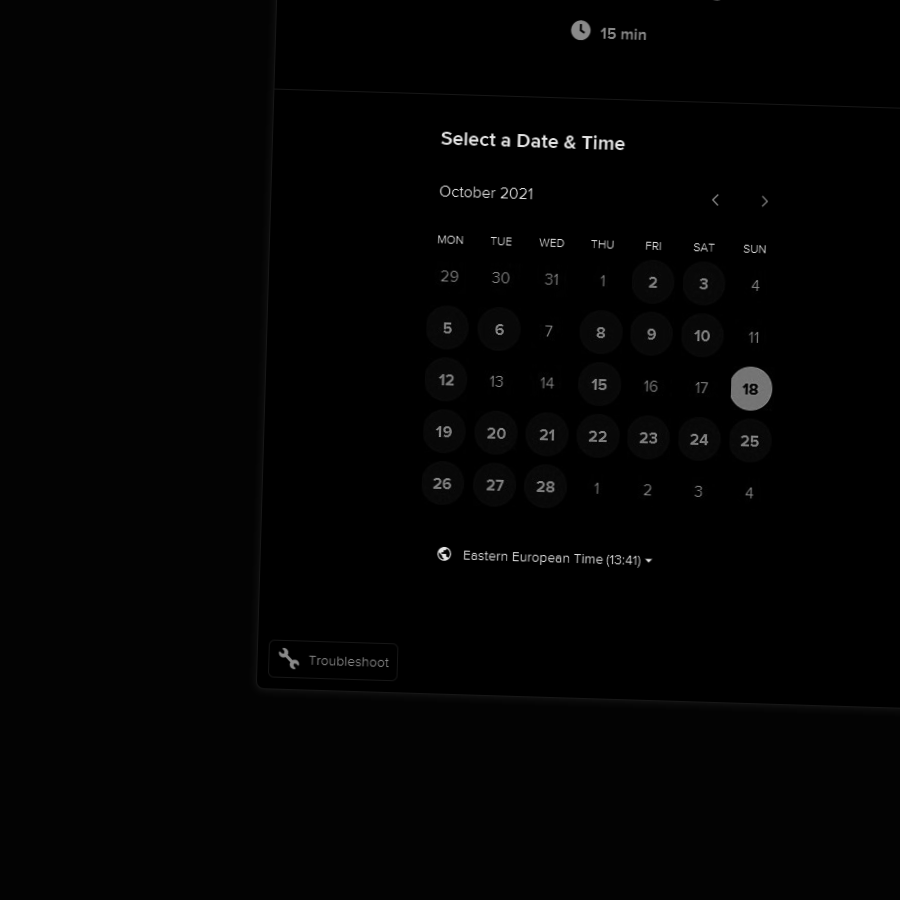 15 min
Select a Date & Time
October 2021
MON TUE WED THU FRI SAT SUN
29 30 31 1 2 3 4
5 6 7 8 9 10 11
12 13 14 15 16 17 18
19 20 21 22 23 24 25
26 27 28 1 2 3 4
Eastern European Time (13:41)
Troubleshoot